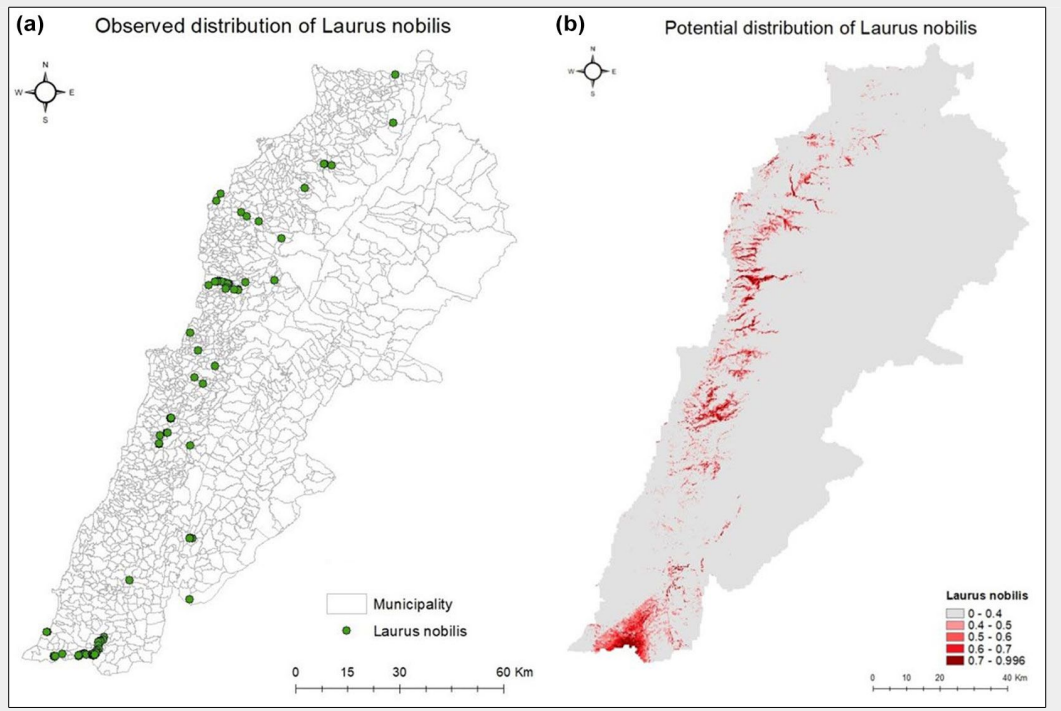 (a)
Observed distribution of Laurus nobilis
N
W
E
S
Municipality
Laurus nobilis
0 15 30 60 Km
(b)
Potential distribution of Laurus nobilis
N
W
E
S
Laurus nobilis
0 - 0.4
0.4 - 0.5
0.5 - 0.6
0.6 - 0.7
0.7 - 0.996
0 10 20 40 Km